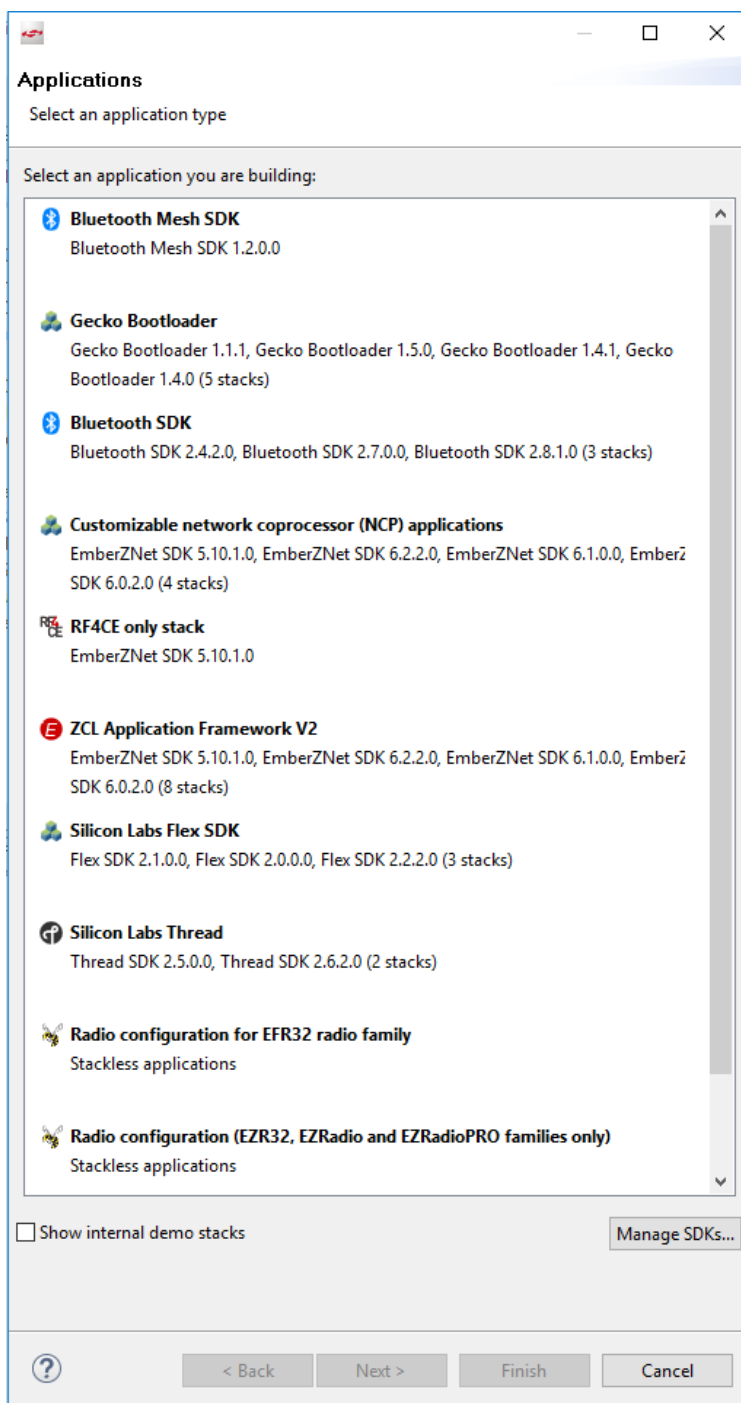 Applications
Select an application type
Select an application you are building:
Bluetooth Mesh SDK
Bluetooth Mesh SDK 1.2.0.0
Gecko Bootloader
Gecko Bootloader 1.1.1, Gecko Bootloader 1.5.0, Gecko Bootloader 1.4.1, Gecko
Bootloader 1.4.0 (5 stacks)
Bluetooth SDK
Bluetooth SDK 2.4.2.0, Bluetooth SDK 2.7.0.0, Bluetooth SDK 2.8.1.0 (3 stacks)
Customizable network coprocessor (NCP) applications
EmberZNet SDK 5.10.1.0, EmberZNet SDK 6.2.2.0, EmberZNet SDK 6.1.0.0, EmberZ
SDK 6.0.2.0 (4 stacks)
RF4CE only stack
EmberZNet SDK 5.10.1.0
ZCL Application Framework V2
EmberZNet SDK 5.10.1.0, EmberZNet SDK 6.2.2.0, EmberZNet SDK 6.1.0.0, EmberZ
SDK 6.0.2.0 (8 stacks)
Silicon Labs Flex SDK
Flex SDK 2.1.0.0, Flex SDK 2.0.0.0, Flex SDK 2.2.2.0 (3 stacks)
Silicon Labs Thread
Thread SDK 2.5.0.0, Thread SDK 2.6.2.0 (2 stacks)
Radio configuration for EFR32 radio family
Stackless applications
Radio configuration (EZR32, EZRadio and EZRadioPRO families only)
Stackless applications
Show internal demo stacks
Manage SDKs...
? < Back Next > Finish Cancel